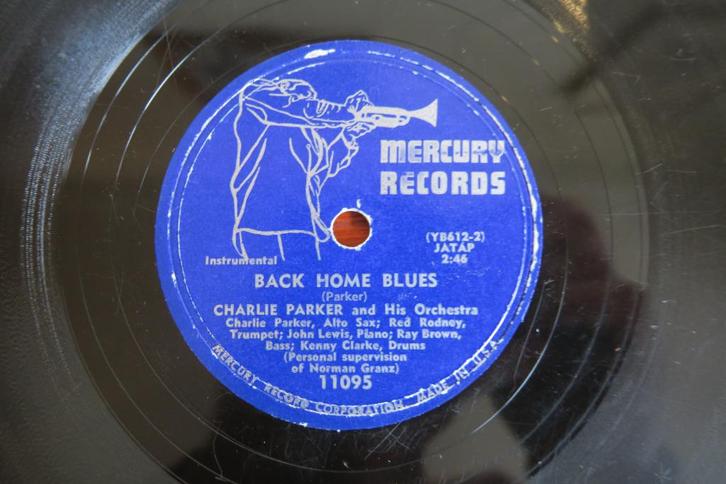 MERCURY
RECORDS
(YB612-2)
JATAP
2:46
Instrumental
BACK HOME BLUES
(Parker)
CHARLIE PARKER and His Orchestra
Charlie Parker, Alto Sax; Red Rodney,
Trumpet; John Lewis, Piano; Ray Brown,
Bass; Kenny Clarke, Drums
(Personal supervision
of Norman Granz)
11095
MERCURY RECORD CORPORATION MADE IN U.S.A.